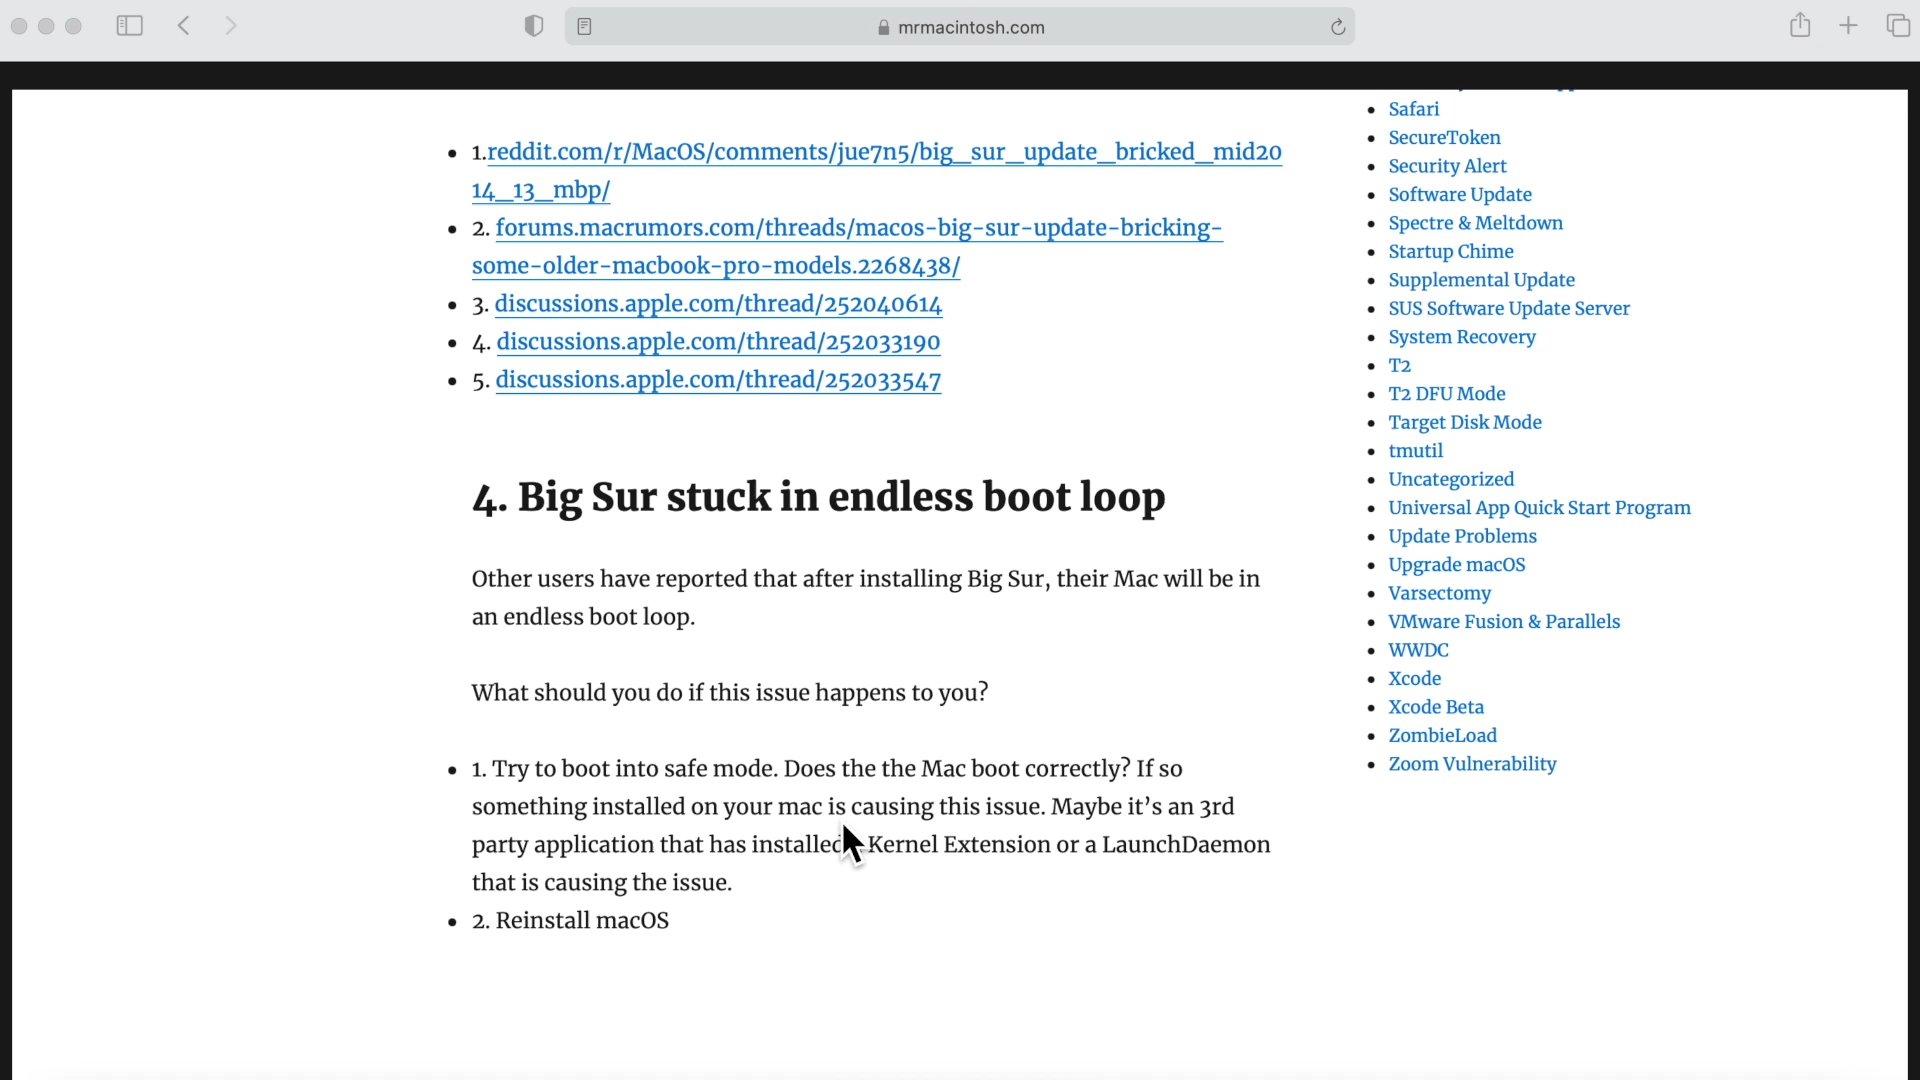 mrmacintosh.com
1.reddit.com/r/MacOS/comments/jue7n5/big_sur_update_bricked_mid20
14_13_mbp/
2. forums.macrumors.com/threads/macos-big-sur-update-bricking-
some-older-macbook-pro-models.2268438/
3. discussions.apple.com/thread/252040614
4. discussions.apple.com/thread/252033190
5. discussions.apple.com/thread/252033547
4. Big Sur stuck in endless boot loop
Other users have reported that after installing Big Sur, their Mac will be in
an endless boot loop.
What should you do if this issue happens to you?
1. Try to boot into safe mode. Does the the Mac boot correctly? If so
something installed on your mac is causing this issue. Maybe it's an 3rd
party application that has installed Kernel Extension or a LaunchDaemon
that is causing the issue.
2. Reinstall macOS
Safari
SecureToken
Security Alert
Software Update
Spectre & Meltdown
Startup Chime
Supplemental Update
SUS Software Update Server
System Recovery
T2
T2 DFU Mode
Target Disk Mode
tmutil
Uncategorized
Universal App Quick Start Program
Update Problems
Upgrade macOS
Varsectomy
VMware Fusion & Parallels
WWDC
Xcode
Xcode Beta
ZombieLoad
Zoom Vulnerability